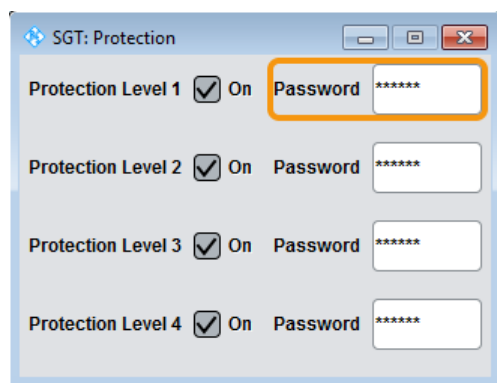 SGT: Protection
Protection Level 1 On Password ******
Protection Level 2 On Password ******
Protection Level 3 On Password ******
Protection Level 4 On Password ******